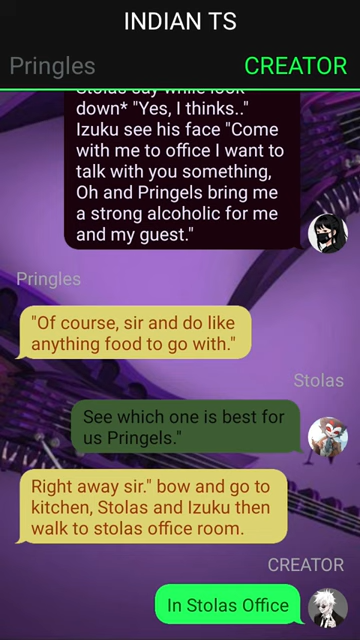 INDIAN TS
Pringles
CREATOR
Stolas say while look
down* "Yes, I thinks.."
Izuku see his face "Come
with me to office I want to
talk with you something,
Oh and Pringels bring me
a strong alcoholic for me
and my guest."
Pringles
"Of course, sir and do like
anything food to go with."
Stolas
See which one is best for
us Pringels."
Right away sir." bow and go to
kitchen, Stolas and Izuku then
walk to stolas office room.
CREATOR
In Stolas Office